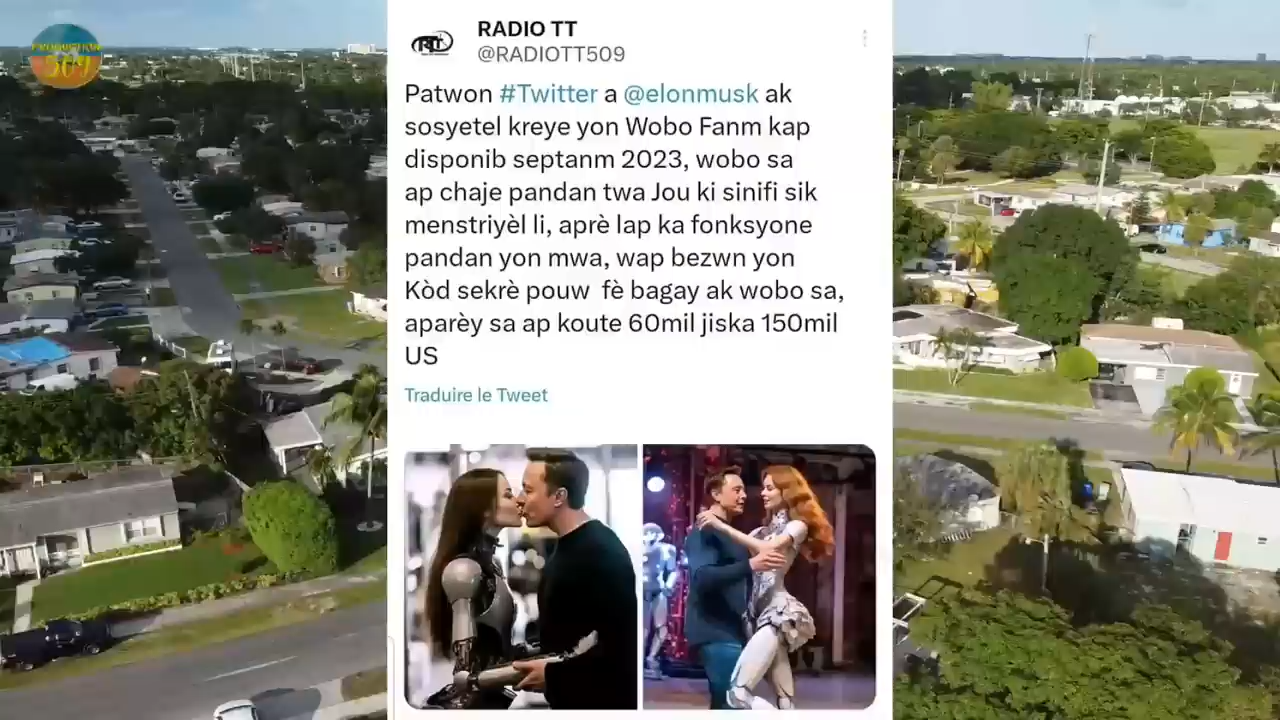 PRODUCTION
509
RADIO TT
@RADIOTT509
Patwon #Twitter a @elonmusk ak
sosyetel kreye yon Wobo Fanm kap
disponib septanm 2023, wobo sa
ap chaje pandan twa Jou ki sinifi sik
menstriyèl li, aprè lap ka fonksyone
pandan yon mwa, wap bezwn yon
Kòd sekrè pouw fè bagay ak wobo sa,
aparèy sa ap koute 60mil jiska 150mil
US
Traduire le Tweet